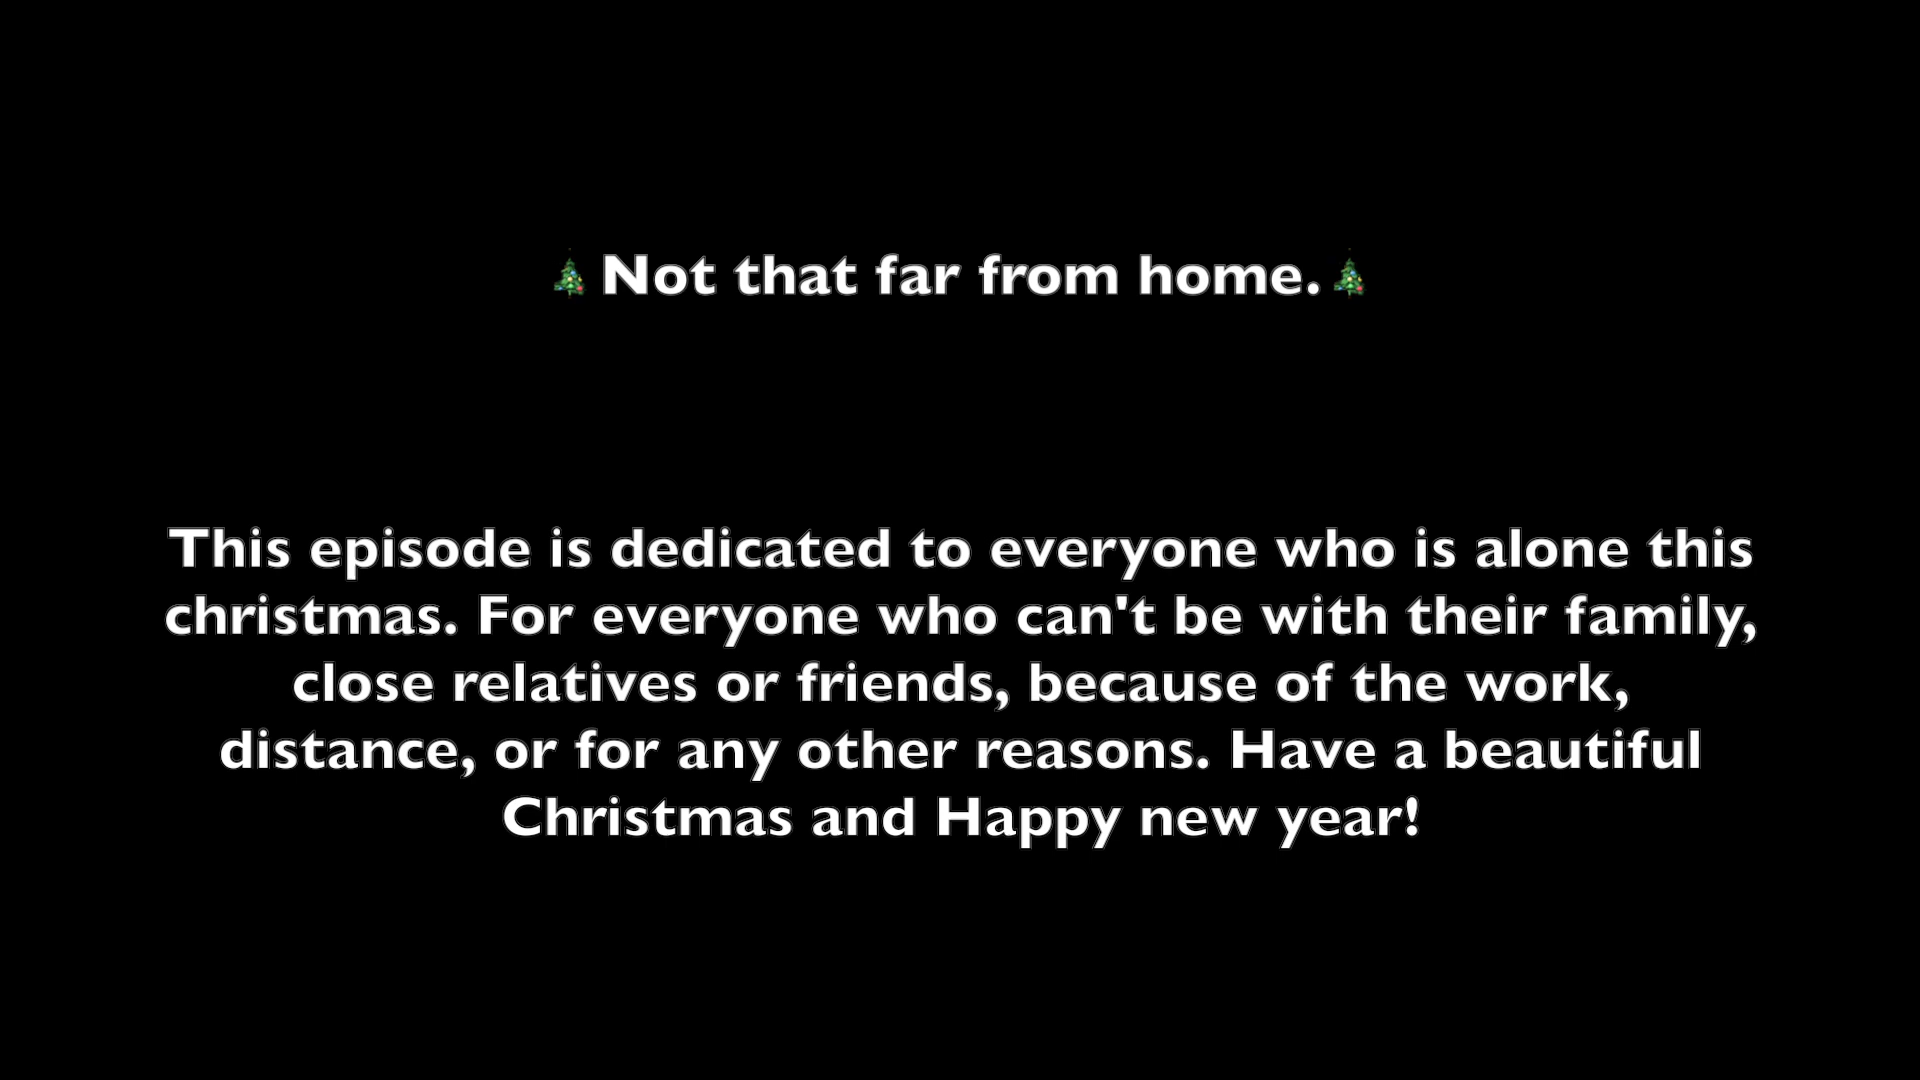 🎄Not that far from home.🎄
This episode is dedicated to everyone who is alone this
christmas. For everyone who can't be with their family,
close relatives or friends, because of the work,
distance, or for any other reasons. Have a beautiful
Christmas and Happy new year!